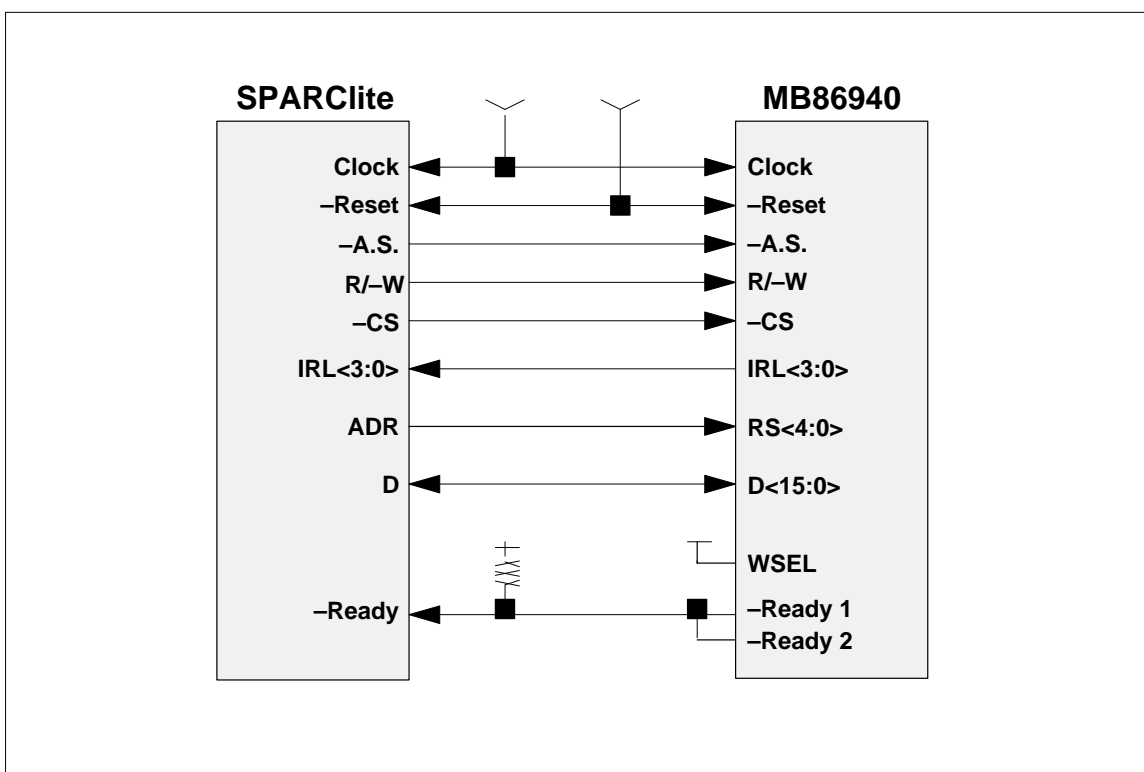 SPARClite
MB86940
Clock
Clock
–Reset
–Reset
–A.S.
–A.S.
R/–W
R/–W
–CS
–CS
IRL<3:0>
IRL<3:0>
ADR
RS<4:0>
D
D<15:0>
WSEL
–Ready
–Ready 1
–Ready 2